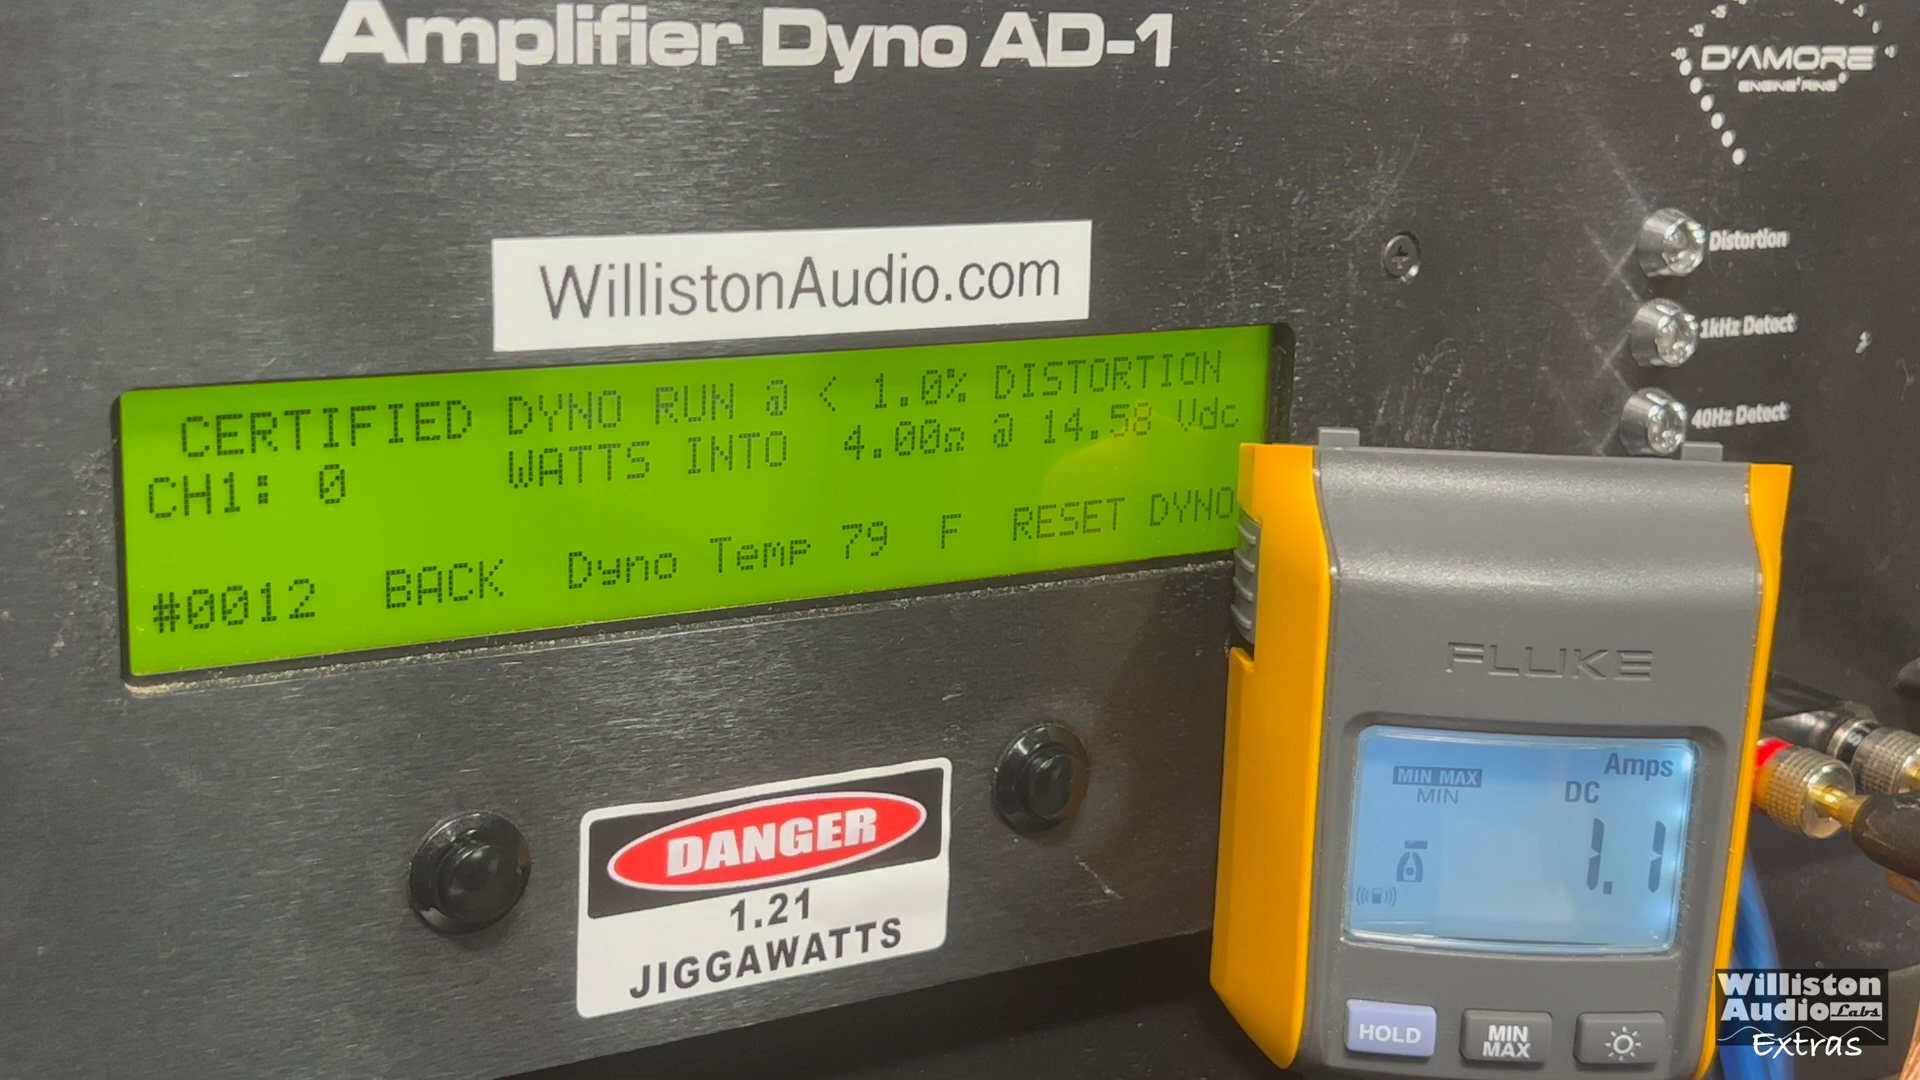 Amplifier Dyno AD-1
D'AMORE
ENGINE'RING
WillistonAudio.com
Distortion
1kHz Detect
40Hz Detect
CERTIFIED DYNO RUN @ < 1.0% DISTORTION
CH1: 0 WATTS INTO 4.00Ω @ 14.58 Vdc
#0012 BACK Dyno Temp 79 F RESET DYNO
DANGER
1.21
JIGGAWATTS
FLUKE
Amps
MIN MAX
MIN
DC
1.1
HOLD
MIN
MAX
Williston
Audio Labs
Extras